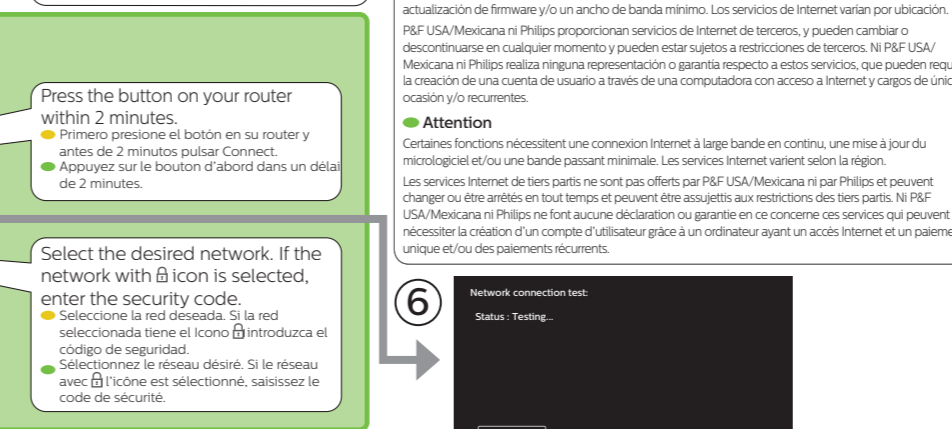 Press the button on your router
within 2 minutes.
Primero presione el botón en su router y
antes de 2 minutos pulsar Connect.
Appuyez sur le bouton d'abord dans un délai
de 2 minutes.
Select the desired network. If the
network with icon is selected,
enter the security code.
Seleccione la red deseada. Si la red
seleccionada tiene el Icono introduzca el
código de seguridad.
Sélectionnez le réseau désiré. Si le réseau
avec l'icône est sélectionné, saisissez le
code de sécurité.
actualización de firmware y/o un ancho de banda mínimo. Los servicios de Internet varían por ubicación.
P&F USA/Mexicana ni Philips proporcionan servicios de Internet de terceros, y pueden cambiar o
descontinuarse en cualquier momento y pueden estar sujetos a restricciones de terceros. Ni P&F USA/
Mexicana ni Philips realiza ninguna representación o garantía respecto a estos servicios, que pueden requ
la creación de una cuenta de usuario a través de una computadora con acceso a Internet y cargos de únic
ocasión y/o recurrentes.
Attention
Certaines fonctions nécessitent une connexion Internet à large bande en continu, une mise à jour du
micrologiciel et/ou une bande passant minimale. Les services Internet varient selon la région.
Les services Internet de tiers partis ne sont pas offerts par P&F USA/Mexicana ni par Philips et peuvent
changer ou être arrêtés en tout temps et peuvent être assujettis aux restrictions des tiers partis. Ni P&F
USA/Mexicana ni Philips ne font aucune déclaration ou garantie en ce concerne ces services qui peuvent
nécessiter la création d'un compte d'utilisateur grâce à un ordinateur ayant un accès Internet et un paieme
unique et/ou des paiements récurrents.
6
Network connection test:
Status : Testing...